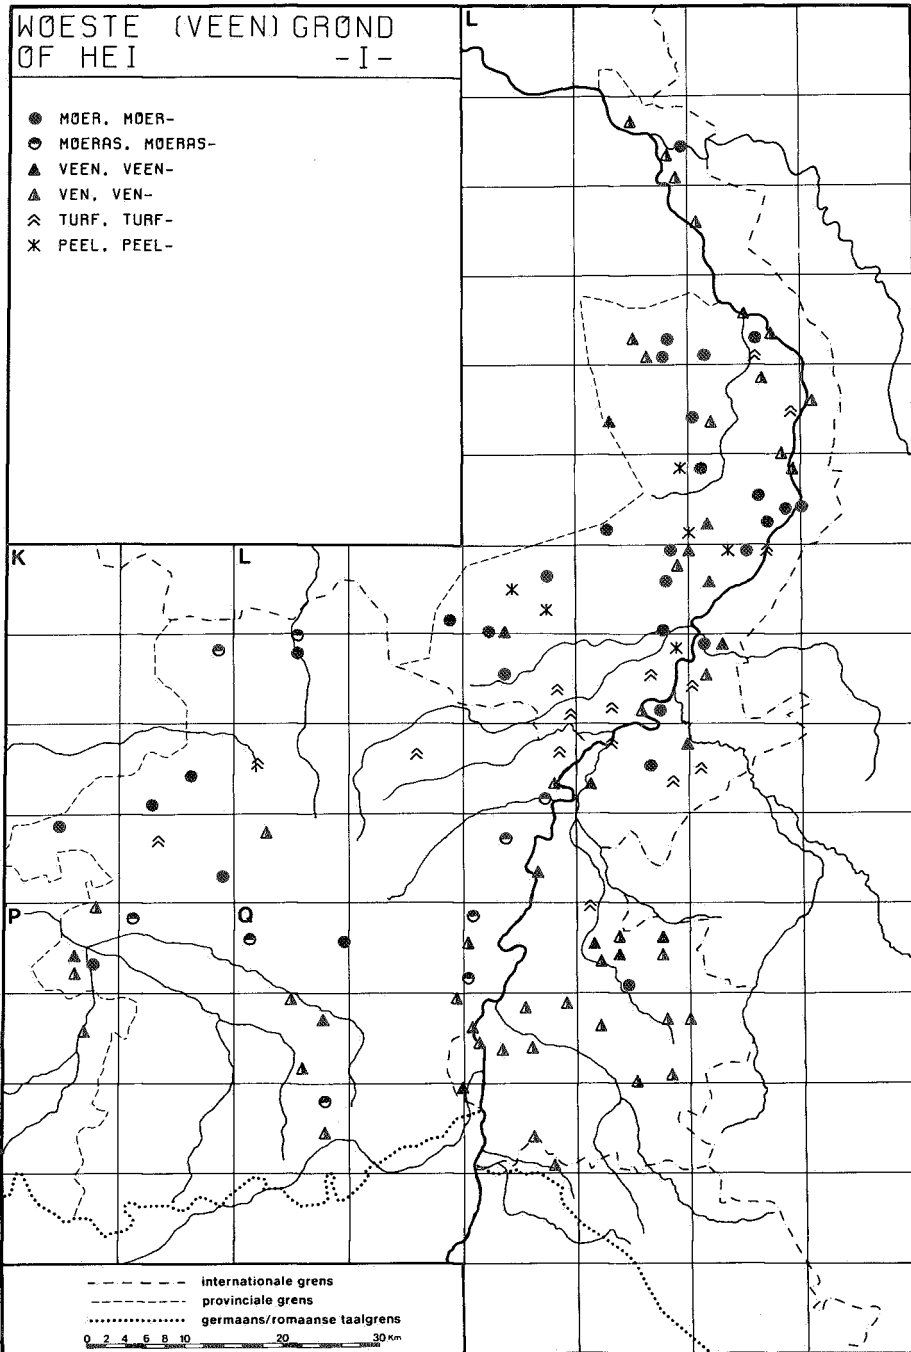 WOESTE (VEEN) GROND
OF HEI -I-
MOER, MOER-
MOERAS, MOERAS-
VEEN, VEEN-
VEN, VEN-
TURF, TURF-
PEEL, PEEL-
L
K L
P Q
internationale grens
provinciale grens
germaans/romaanse taalgrens
0 2 4 6 8 10 20 30 Km